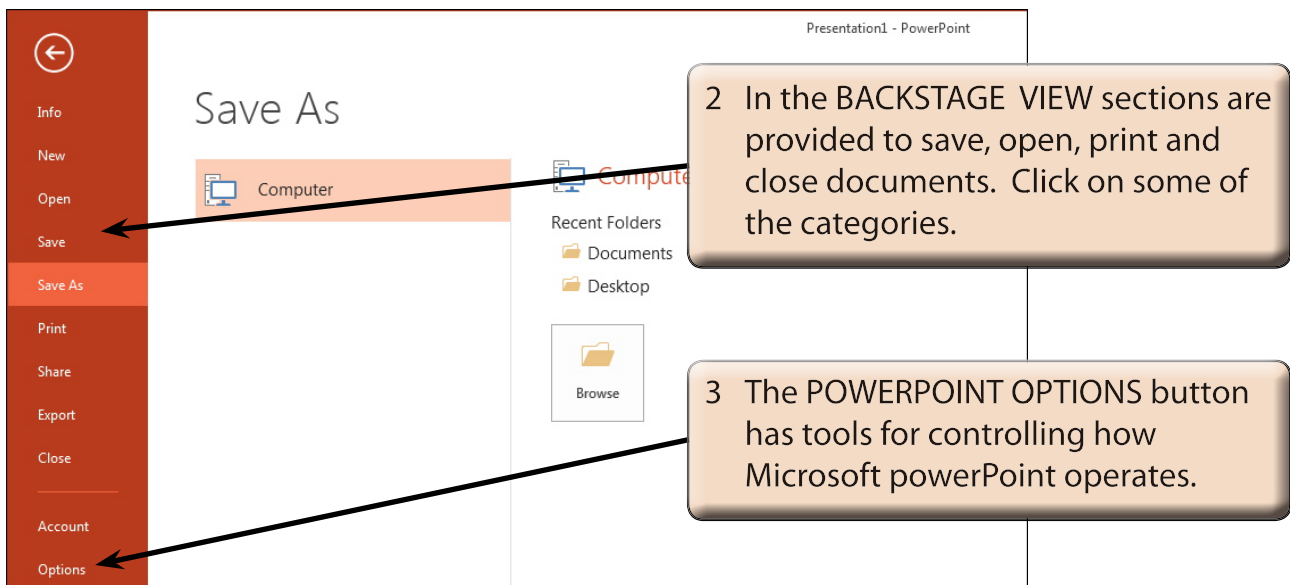 Presentation1 - PowerPoint
Info
New
Open
Save
Save As
Print
Share
Export
Close
Account
Options
Save As
Computer
Compute
Recent Folders
Documents
Desktop
Browse
2 In the BACKSTAGE VIEW sections are
provided to save, open, print and
close documents. Click on some of
the categories.
3 The POWERPOINT OPTIONS button
has tools for controlling how
Microsoft powerPoint operates.